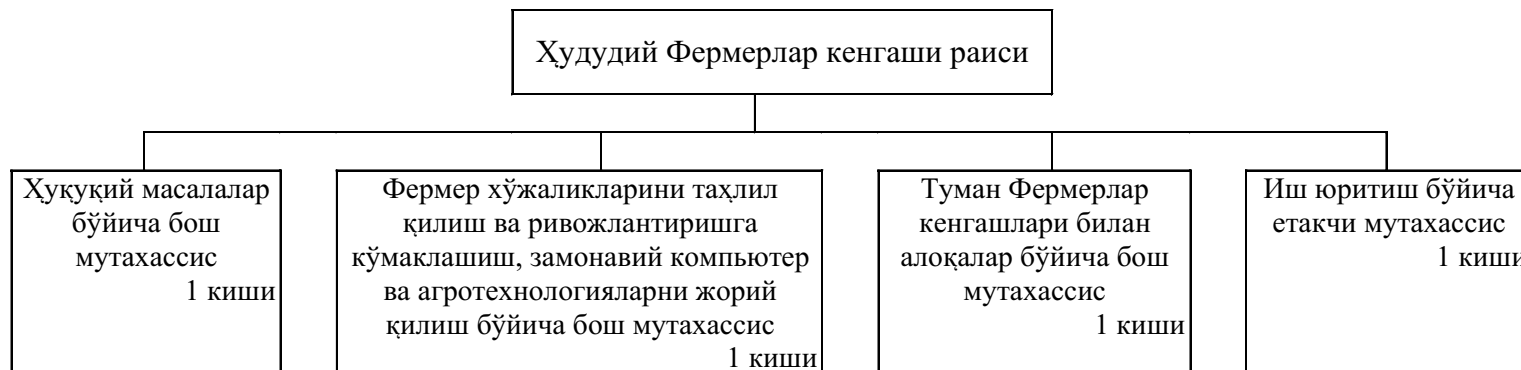 Ҳудудий Фермерлар кенгаши раиси
Ҳуқуқий масалалар
бўйича бош
мутахассис
1 киши
Фермер хўжаликларини таҳлил
қилиш ва ривожлантиришга
кўмаклашиш, замонавий компьютер
ва агротехнологияларни жорий
қилиш бўйича бош мутахассис
1 киши
Туман Фермерлар
кенгашлари билан
алоқалар бўйича бош
мутахассис
1 киши
Иш юритиш бўйича
етакчи мутахассис
1 киши